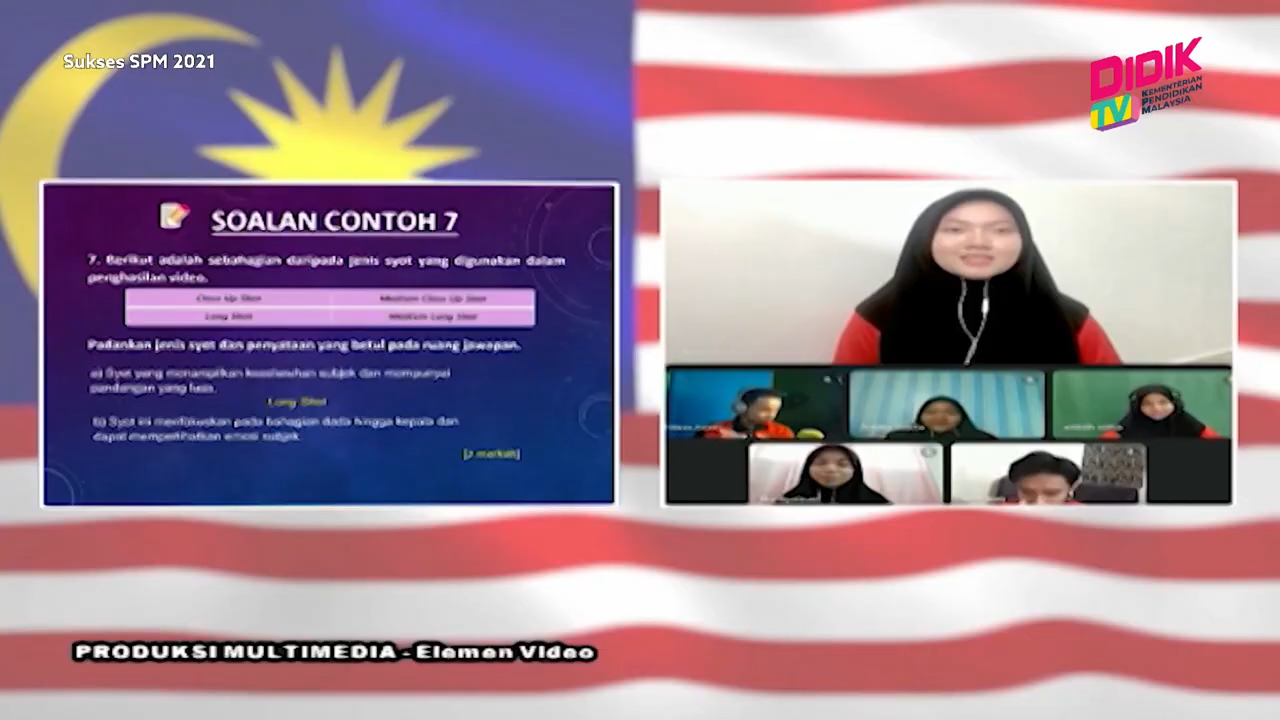 Sukses SPM 2021
DIDIK
TV
KEMENTERIAN
PENDIDIKAN
MALAYSIA
SOALAN CONTOH 7
7. Berikut adalah sebahagian daripada jenis syot yang digunakan dalam
penghasilan video.
Close Up Shot
Medium Close Up Shot
Long Shot
Medium Long Shot
Padankan jenis syot dan penyataan yang betul pada ruang jawapan.
a) Syot yang menampilkan keseluruhan subjek dan mempunyai
pandangan yang luas.
Long Shot
b) Syot ini menfokuskan pada bahagian dada hingga kepala dan
dapat memperlihatkan emosi subjek
[2 markah]
PRODUKSI MULTIMEDIA - Elemen Video